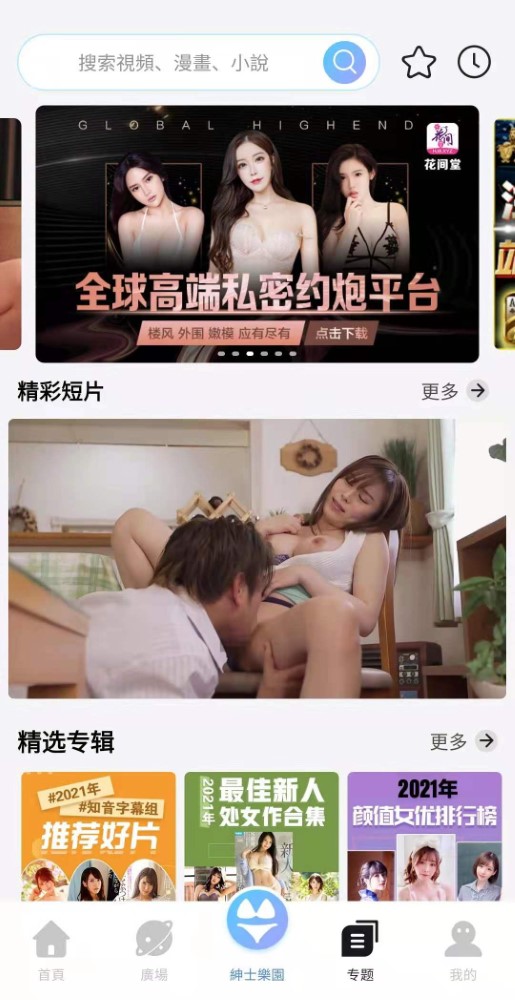 搜索視頻、漫畫、小說
GLOBAL HIGHEND
花间堂
全球高端私密约炮平台
楼风 外围 嫩模 应有尽有
点击下载
精彩短片
更多
精选专辑
更多
#2021年
#知音字幕组
推荐好片
2021年
最佳新人
处女作合集
新人
2021年
颜值女优排行榜
首頁
廣場
紳士樂園
专题
我的